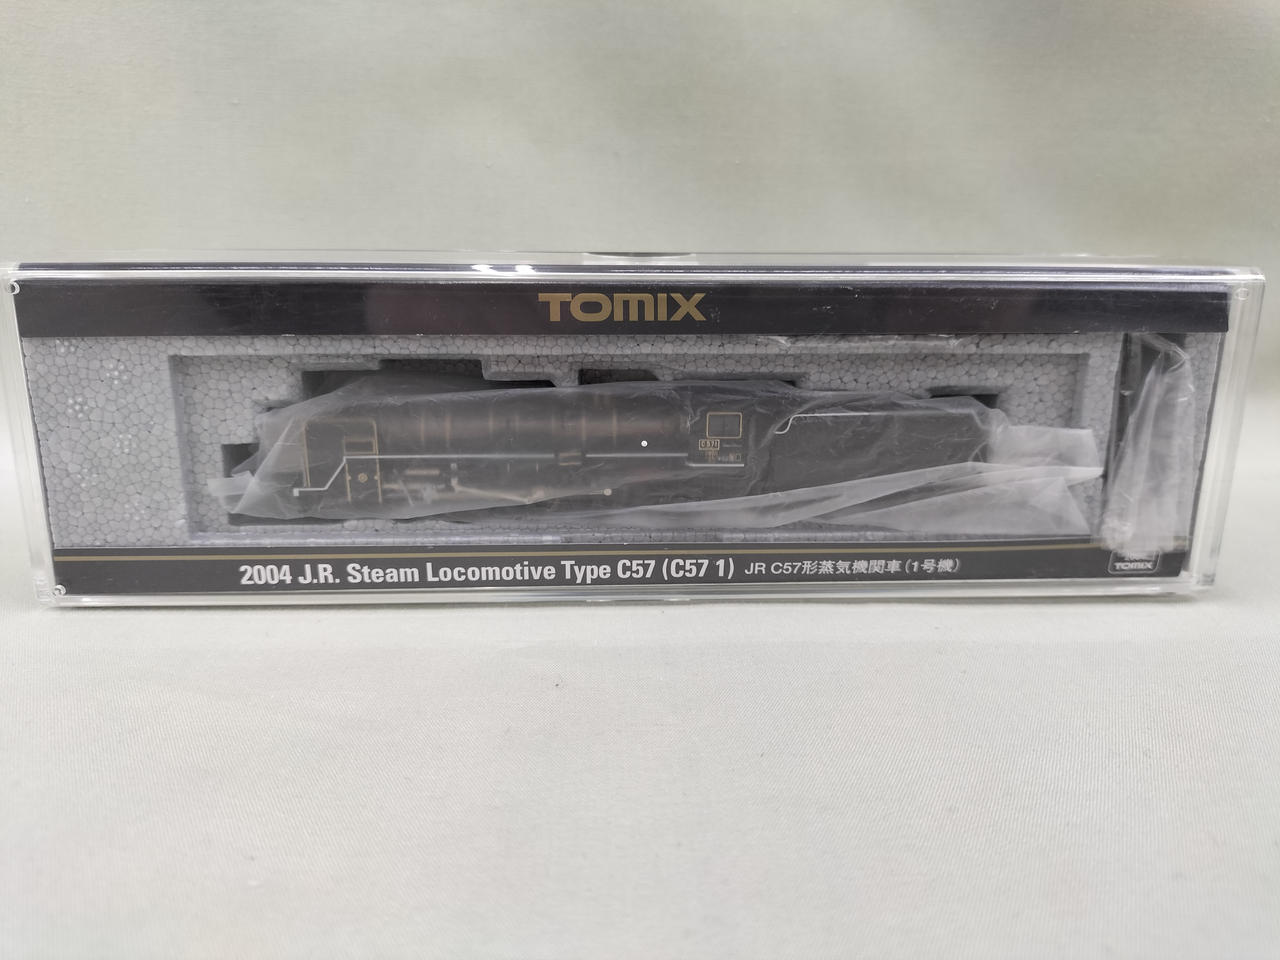 TOMIX
C571
2004 J.R. Steam Locomotive Type C57 (C57 1) JR C57形蒸気機関車(1号機)
TOMIX